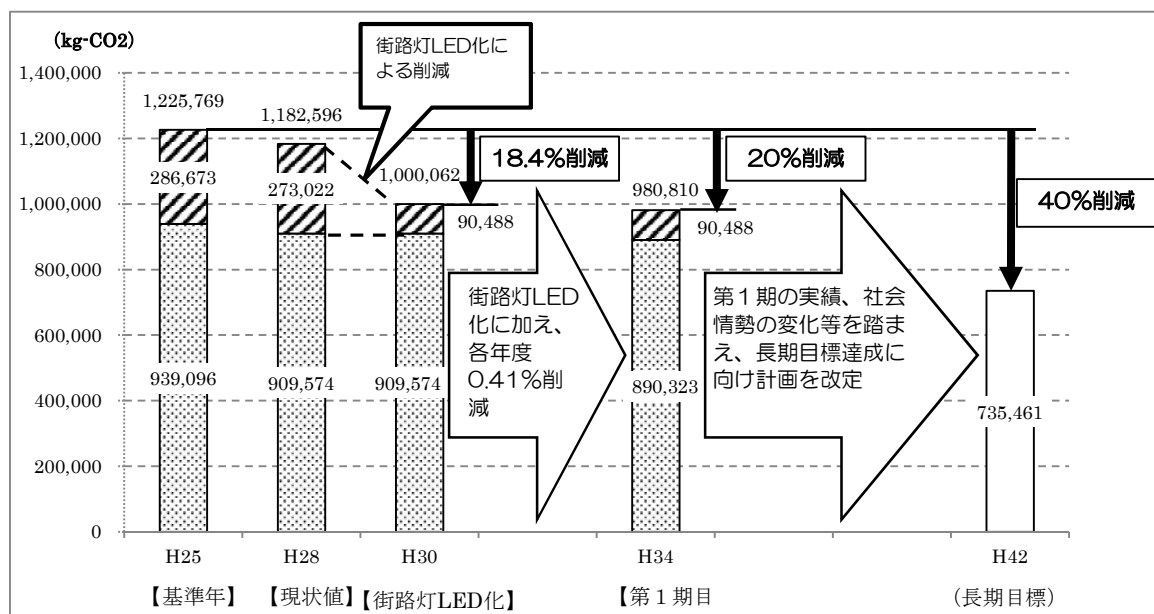 (kg-CO2)
1,400,000
1,200,000
1,000,000
800,000
600,000
400,000
200,000
0
街路灯LED化に
よる削減
1,225,769
1,182,596
1,000,062
980,810
18.4%削減
20%削減
40%削減
286,673
273,022
90,488
90,488
939,096
909,574
909,574
890,323
735,461
街路灯LED
化に加え、
各年度
0.41%削
減
第1期の実績、社会
情勢の変化等を踏ま
え、長期目標達成に
向け計画を改定
H25
H28
H30
H34
H42
【基準年】
【現状値】
【街路灯LED化】
【第1期目
(長期目標)